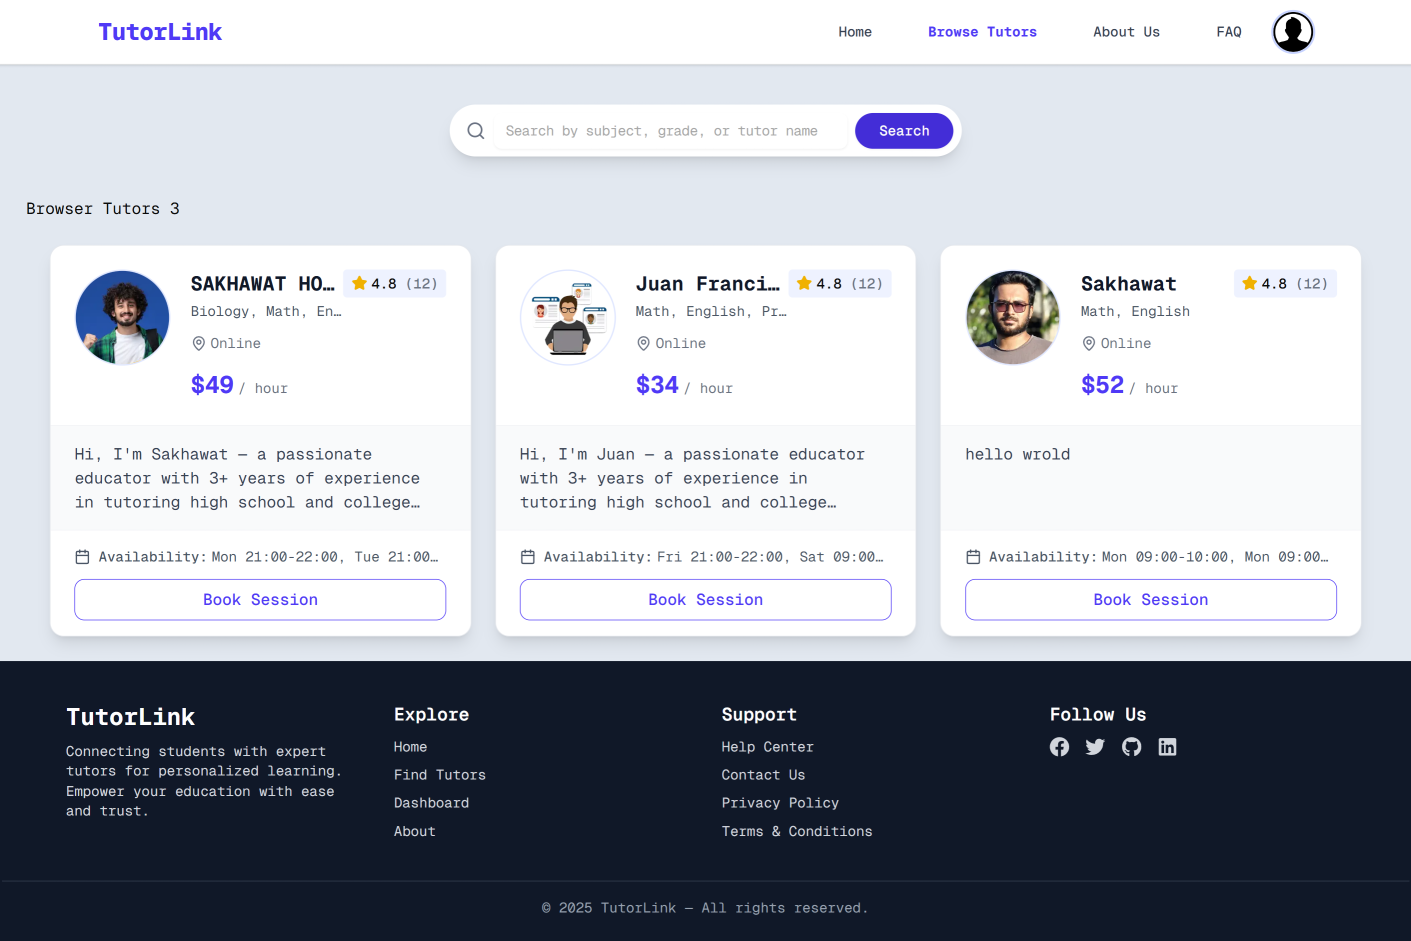 TutorLink
Home
Browse Tutors
About Us
FAQ
Search by subject, grade, or tutor name
Search
Browser Tutors 3
SAKHAWAT HO…
4.8 (12)
Biology, Math, En…
Online
$49 / hour
Hi, I'm Sakhawat – a passionate
educator with 3+ years of experience
in tutoring high school and college…
Availability: Mon 21:00-22:00, Tue 21:00…
Book Session
Juan Franci…
4.8 (12)
Math, English, Pr…
Online
$34 / hour
Hi, I'm Juan – a passionate educator
with 3+ years of experience in
tutoring high school and college…
Availability: Fri 21:00-22:00, Sat 09:00…
Book Session
Sakhawat
4.8 (12)
Math, English
Online
$52 / hour
hello wrold
Availability: Mon 09:00-10:00, Mon 09:00…
Book Session
TutorLink
Connecting students with expert
tutors for personalized learning.
Empower your education with ease
and trust.
Explore
Home
Find Tutors
Dashboard
About
Support
Help Center
Contact Us
Privacy Policy
Terms & Conditions
Follow Us
© 2025 TutorLink – All rights reserved.